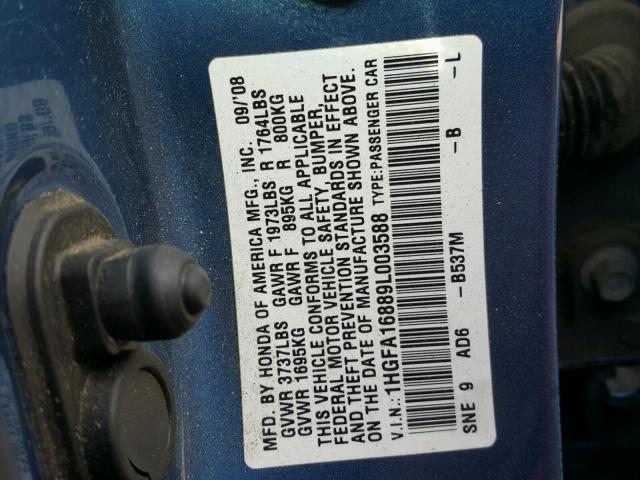 MFD. BY HONDA OF AMERICA MFG., INC. 09/'08
GVWR 3737LBS GAWR F 1973LBS R 1764LBS
GVWR 1695KG GAWR F 895KG R 800KG
THIS VEHICLE CONFORMS TO ALL APPLICABLE
FEDERAL MOTOR VEHICLE SAFETY, BUMPER,
AND THEFT PREVENTION STANDARDS IN EFFECT
ON THE DATE OF MANUFACTURE SHOWN ABOVE.
V.I.N.: 1HGFA16889L003588 TYPE: PASSENGER CAR
SNE 9 AD6 -B537M -B -L